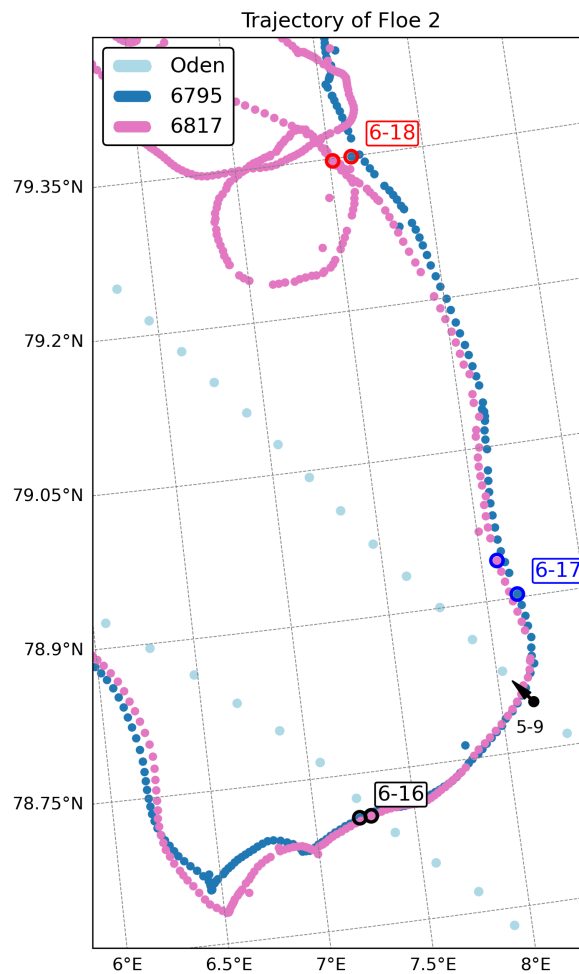 Trajectory of Floe 2
Oden
6795
6817
6-18
79.35°N
79.2°N
79.05°N
6-17
78.9°N
5-9
6-16
78.75°N
6°E 6.5°E 7°E 7.5°E 8°E